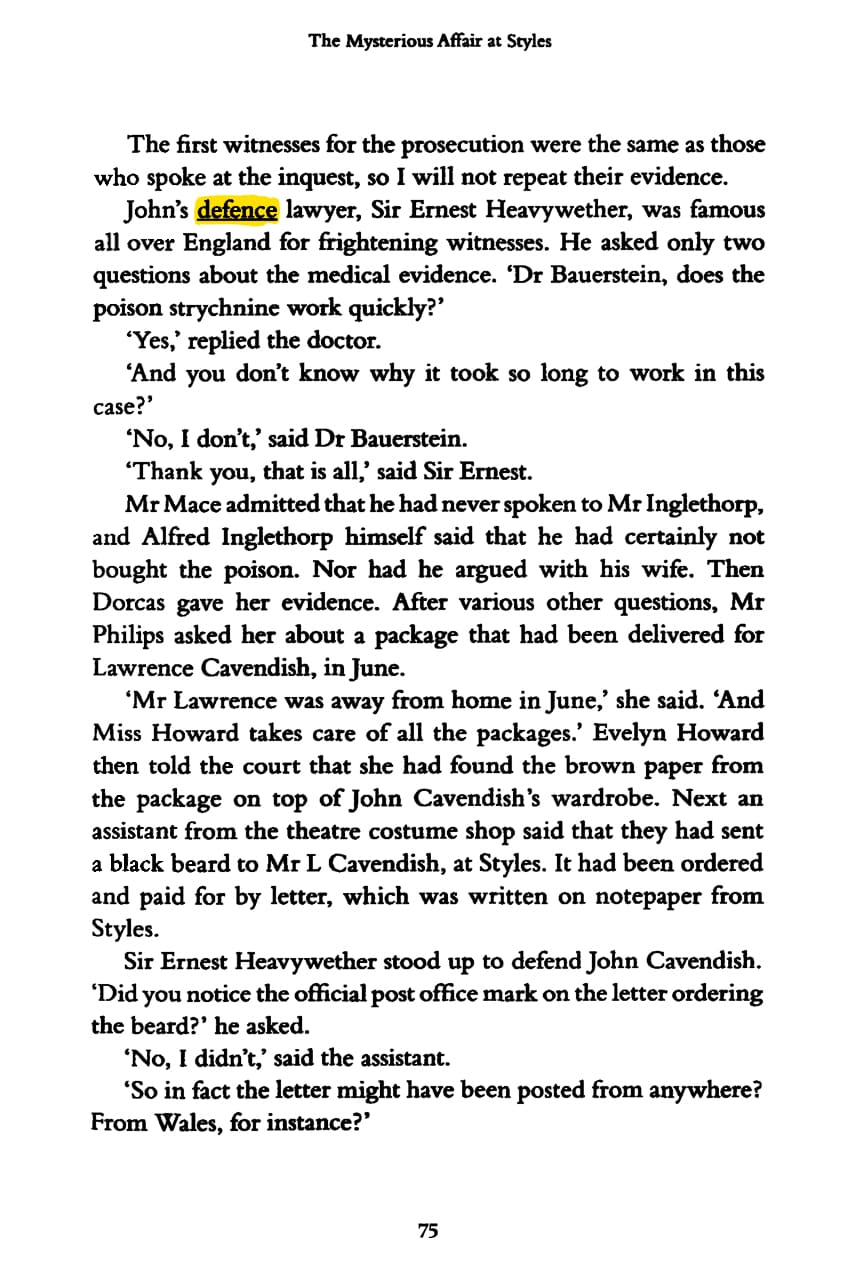 The Mysterious Affair at Styles
The first witnesses for the prosecution were the same as those
who spoke at the inquest, so I will not repeat their evidence.
John’s defence lawyer, Sir Ernest Heavywether, was famous
all over England for frightening witnesses. He asked only two
questions about the medical evidence. ‘Dr Bauerstein, does the
poison strychnine work quickly?’
‘Yes,’ replied the doctor.
‘And you don’t know why it took so long to work in this
case?’
‘No, I don’t,’ said Dr Bauerstein.
‘Thank you, that is all,’ said Sir Ernest.
Mr Mace admitted that he had never spoken to Mr Inglethorp,
and Alfred Inglethorp himself said that he had certainly not
bought the poison. Nor had he argued with his wife. Then
Dorcas gave her evidence. After various other questions, Mr
Philips asked her about a package that had been delivered for
Lawrence Cavendish, in June.
‘Mr Lawrence was away from home in June,’ she said. ‘And
Miss Howard takes care of all the packages.’ Evelyn Howard
then told the court that she had found the brown paper from
the package on top of John Cavendish’s wardrobe. Next an
assistant from the theatre costume shop said that they had sent
a black beard to Mr L Cavendish, at Styles. It had been ordered
and paid for by letter, which was written on notepaper from
Styles.
Sir Ernest Heavywether stood up to defend John Cavendish.
‘Did you notice the official post office mark on the letter ordering
the beard?’ he asked.
‘No, I didn’t,’ said the assistant.
‘So in fact the letter might have been posted from anywhere?
From Wales, for instance?’
75